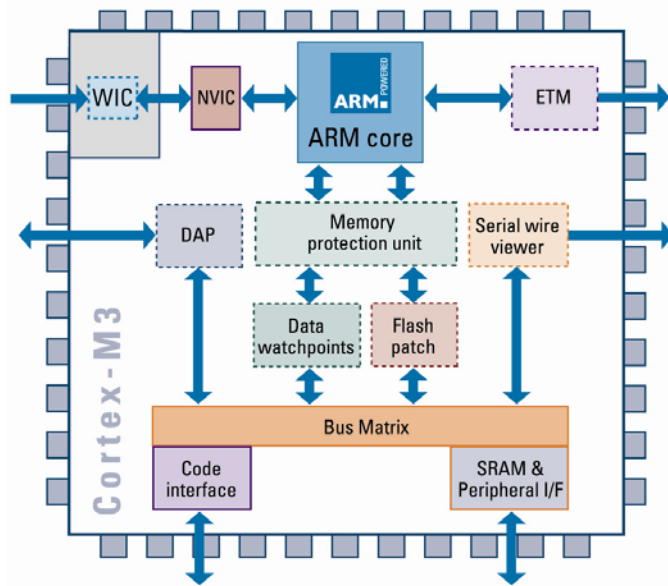 WIC
NVIC
ARM
POWERED
ARM core
ETM
DAP
Memory
protection unit
Serial wire
viewer
Data
watchpoints
Flash
patch
Bus Matrix
Code
interface
SRAM &
Peripheral I/F
Cortex-M3